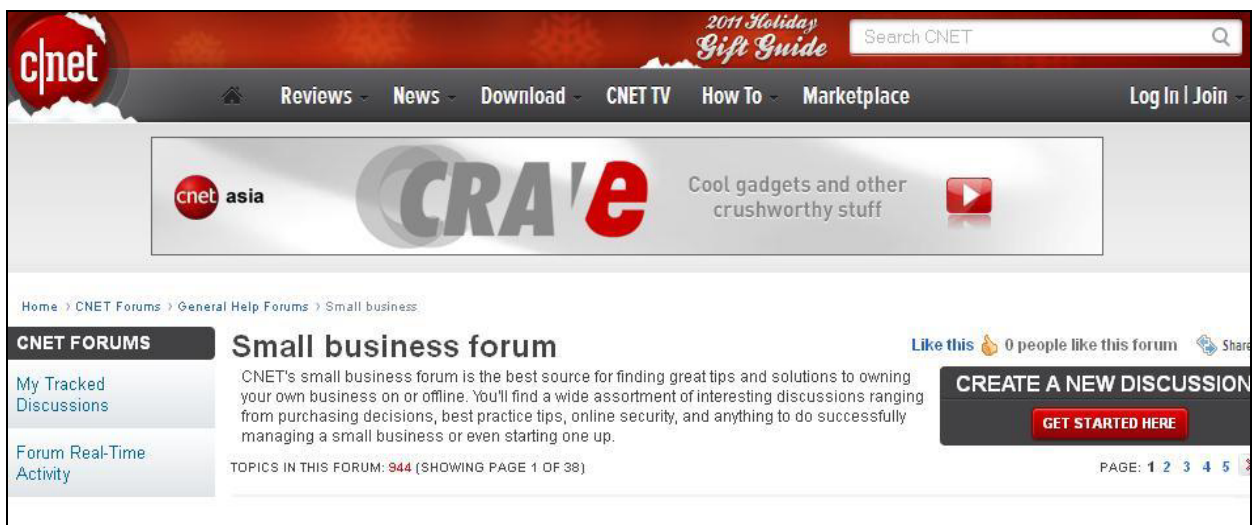 cnet
2011 Holiday
Gift Guide
Search CNET
Reviews
News
Download
CNET TV
How To
Marketplace
Log In | Join
cnet asia
CRAVE
Cool gadgets and other
crushworthy stuff
Home > CNET Forums > General Help Forums > Small business
CNET FORUMS
My Tracked
Discussions
Forum Real-Time
Activity
Small business forum
Like this 0 people like this forum Share
CNET's small business forum is the best source for finding great tips and solutions to owning
your own business on or offline. You'll find a wide assortment of interesting discussions ranging
from purchasing decisions, best practice tips, online security, and anything to do successfully
managing a small business or even starting one up.
TOPICS IN THIS FORUM: 944 (SHOWING PAGE 1 OF 38)
CREATE A NEW DISCUSSION
GET STARTED HERE
PAGE: 1 2 3 4 5